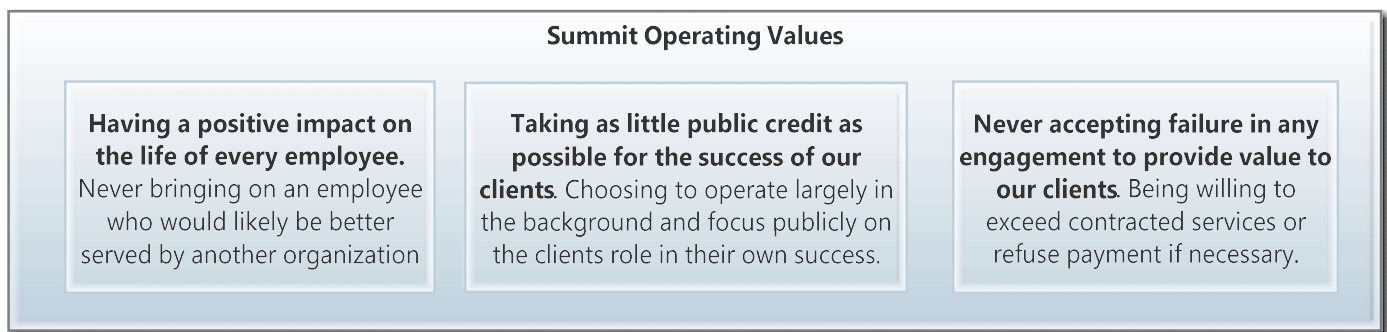 Summit Operating Values
Having a positive impact on
the life of every employee.
Never bringing on an employee
who would likely be better
served by another organization
Taking as little public credit as
possible for the success of our
clients. Choosing to operate largely in
the background and focus publicly on
the clients role in their own success.
Never accepting failure in any
engagement to provide value to
our clients. Being willing to
exceed contracted services or
refuse payment if necessary.